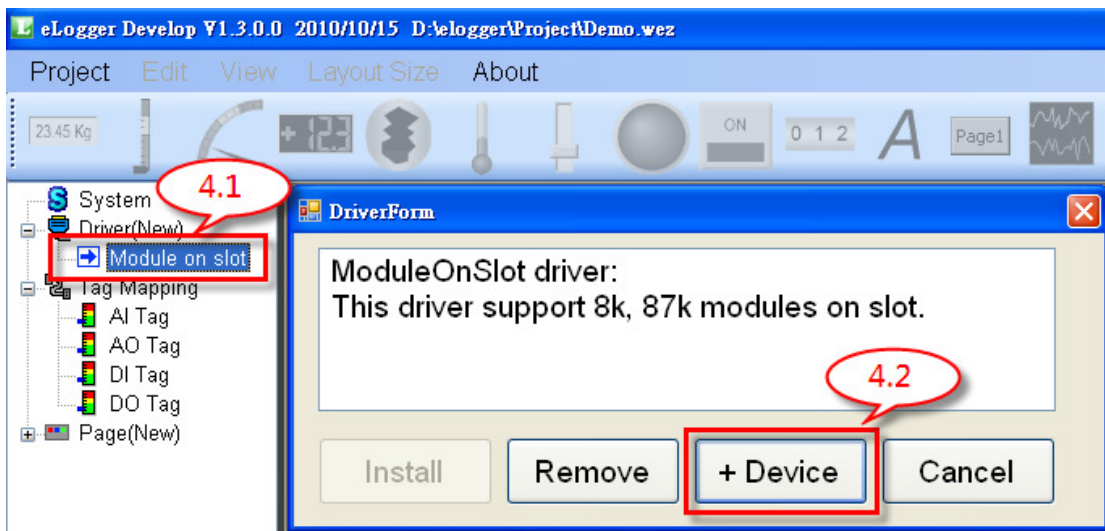 eLogger Develop V1.3.0.0 2010/10/15 D:\elogger\Project\Demo.wez
Project Edit View Layout Size About
23.45 Kg +12.3 ON 0 1 2 A Page1
4.1
System
Driver(New)
Module on slot
Tag Mapping
AI Tag
AO Tag
DI Tag
DO Tag
Page(New)
DriverForm
ModuleOnSlot driver:
This driver support 8k, 87k modules on slot.
4.2
Install Remove + Device Cancel